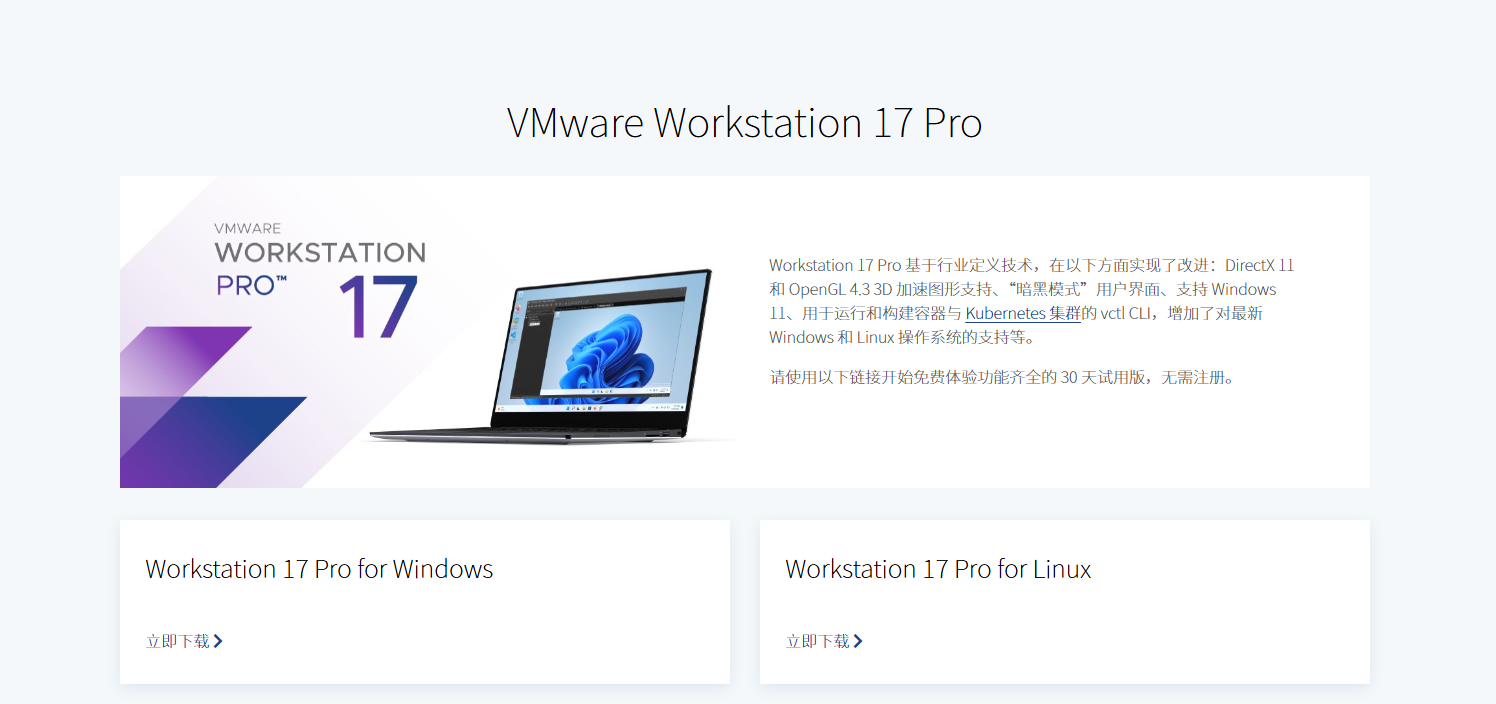 VMware Workstation 17 Pro
VMWARE
WORKSTATION
PRO™ 17
Workstation 17 Pro 基于行业定义技术，在以下方面实现了改进：DirectX 11
和 OpenGL 4.3 3D 加速图形支持、“暗黑模式”用户界面、支持 Windows
11、用于运行和构建容器与 Kubernetes 集群的 vctl CLI，增加了对最新
Windows 和 Linux 操作系统的支持等。
请使用以下链接开始免费体验功能齐全的 30 天试用版，无需注册。
Workstation 17 Pro for Windows
立即下载
Workstation 17 Pro for Linux
立即下载